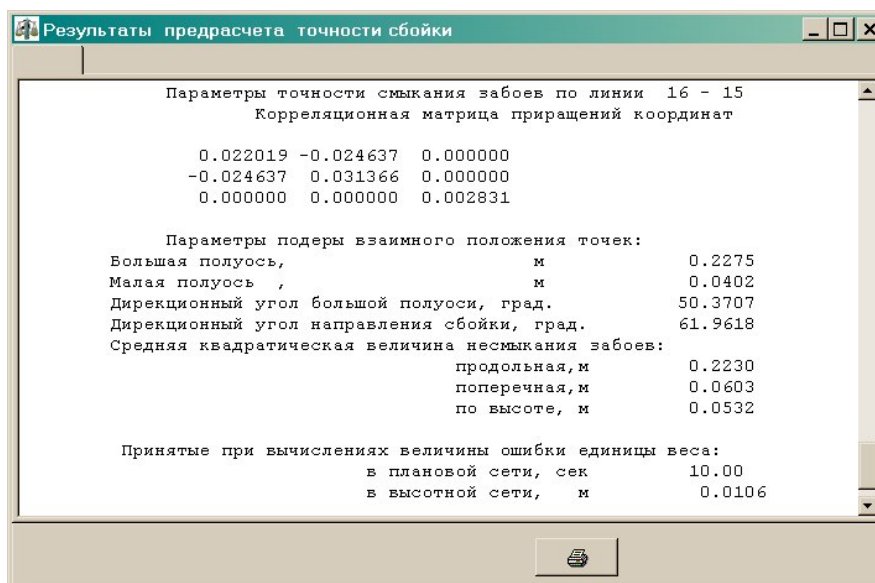 Результаты предрасчета точности сбойки
Параметры точности смыкания забоев по линии 16 - 15
Корреляционная матрица приращений координат
0.022019 -0.024637 0.000000
-0.024637 0.031366 0.000000
0.000000 0.000000 0.002831
Параметры подеры взаимного положения точек:
Большая полуось, м 0.2275
Малая полуось , м 0.0402
Дирекционный угол большой полуоси, град. 50.3707
Дирекционный угол направления сбойки, град. 61.9618
Средняя квадратическая величина несмыкания забоев:
продольная,м 0.2230
поперечная,м 0.0603
по высоте, м 0.0532
Принятые при вычислениях величины ошибки единицы веса:
в плановой сети, сек 10.00
в высотной сети, м 0.0106